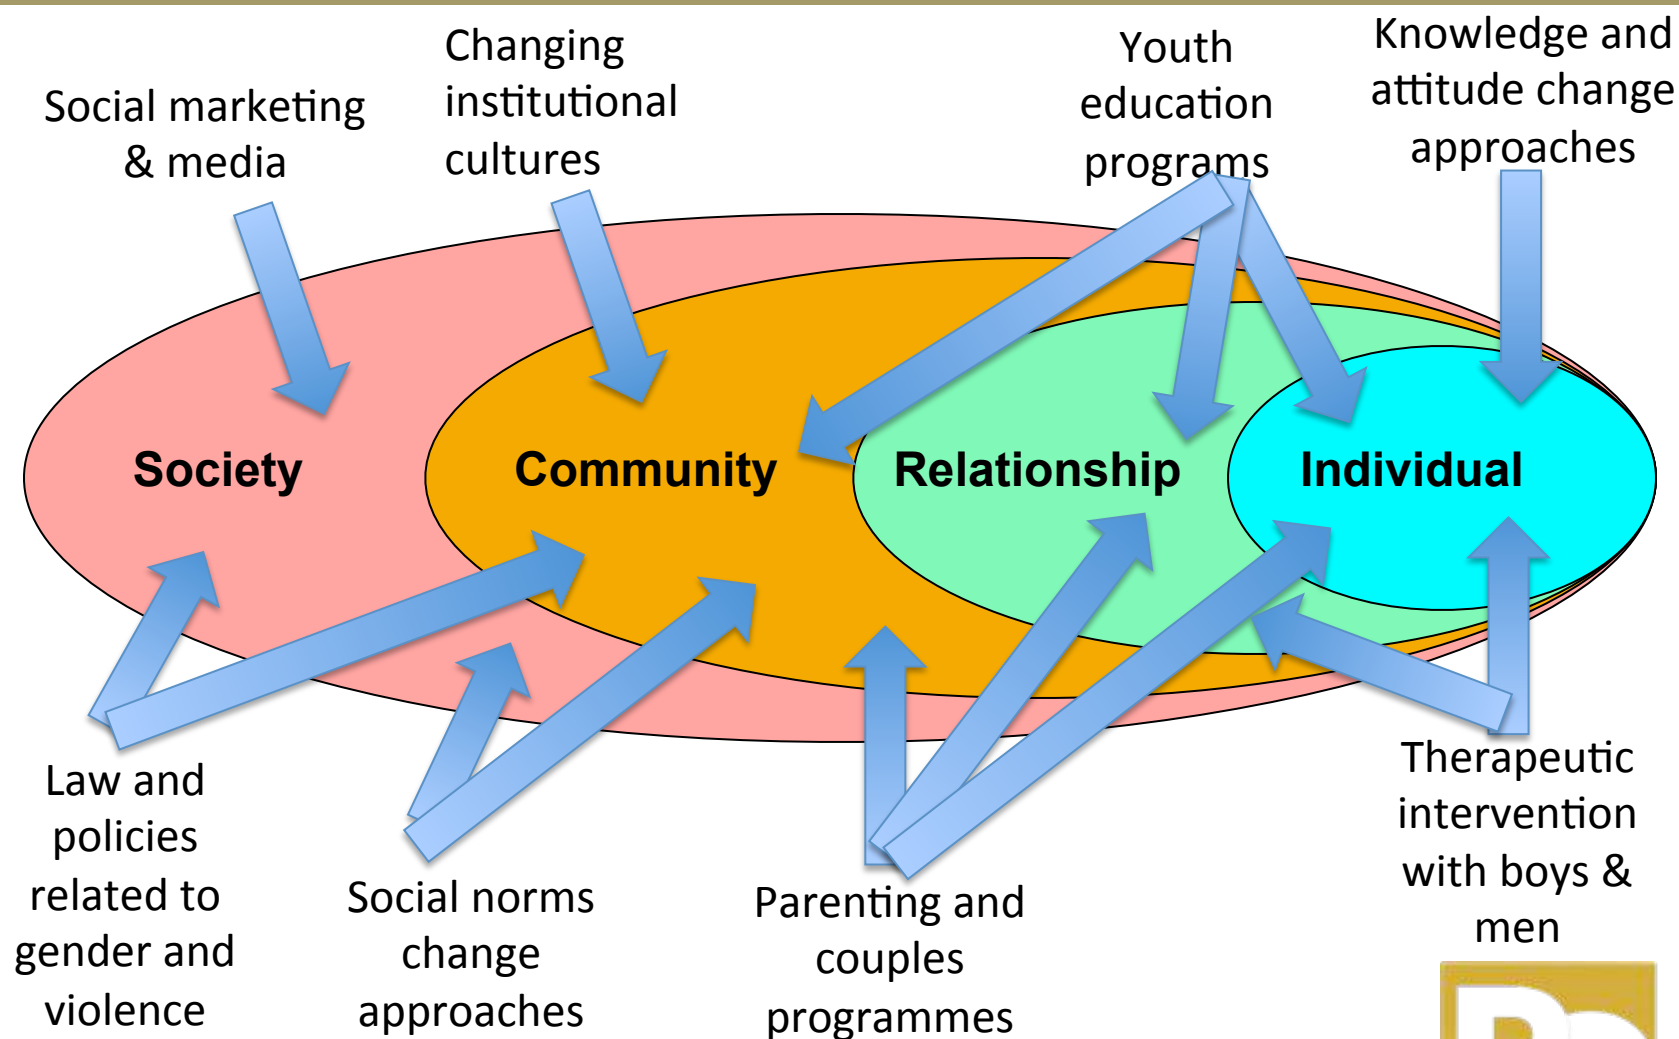 Social marketing
& media
Changing
institutional
cultures
Youth
education
programs
Knowledge and
attitude change
approaches
Society
Community
Relationship
Individual
Law and
policies
related to
gender and
violence
Social norms
change
approaches
Parenting and
couples
programmes
Therapeutic
intervention
with boys &
men